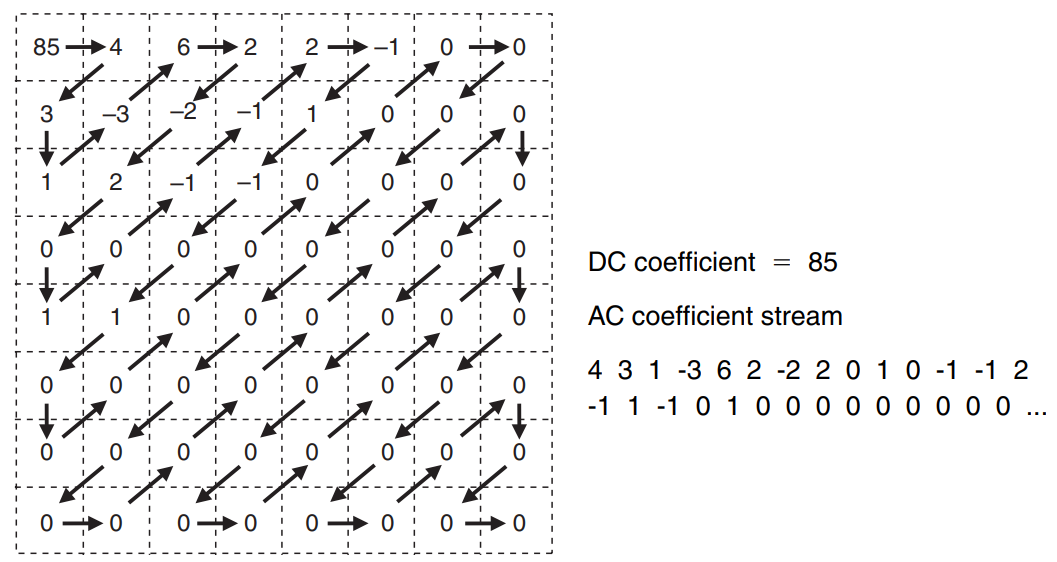 85 4 6 2 2 –1 0 0
3 –3 –2 –1 1 0 0 0
1 2 –1 –1 0 0 0 0
0 0 0 0 0 0 0 0
1 1 0 0 0 0 0 0
0 0 0 0 0 0 0 0
0 0 0 0 0 0 0 0
0 0 0 0 0 0 0 0
DC coefficient = 85
AC coefficient stream
4 3 1 -3 6 2 -2 2 0 1 0 -1 -1 2
-1 1 -1 0 1 0 0 0 0 0 0 0 0 0 ...